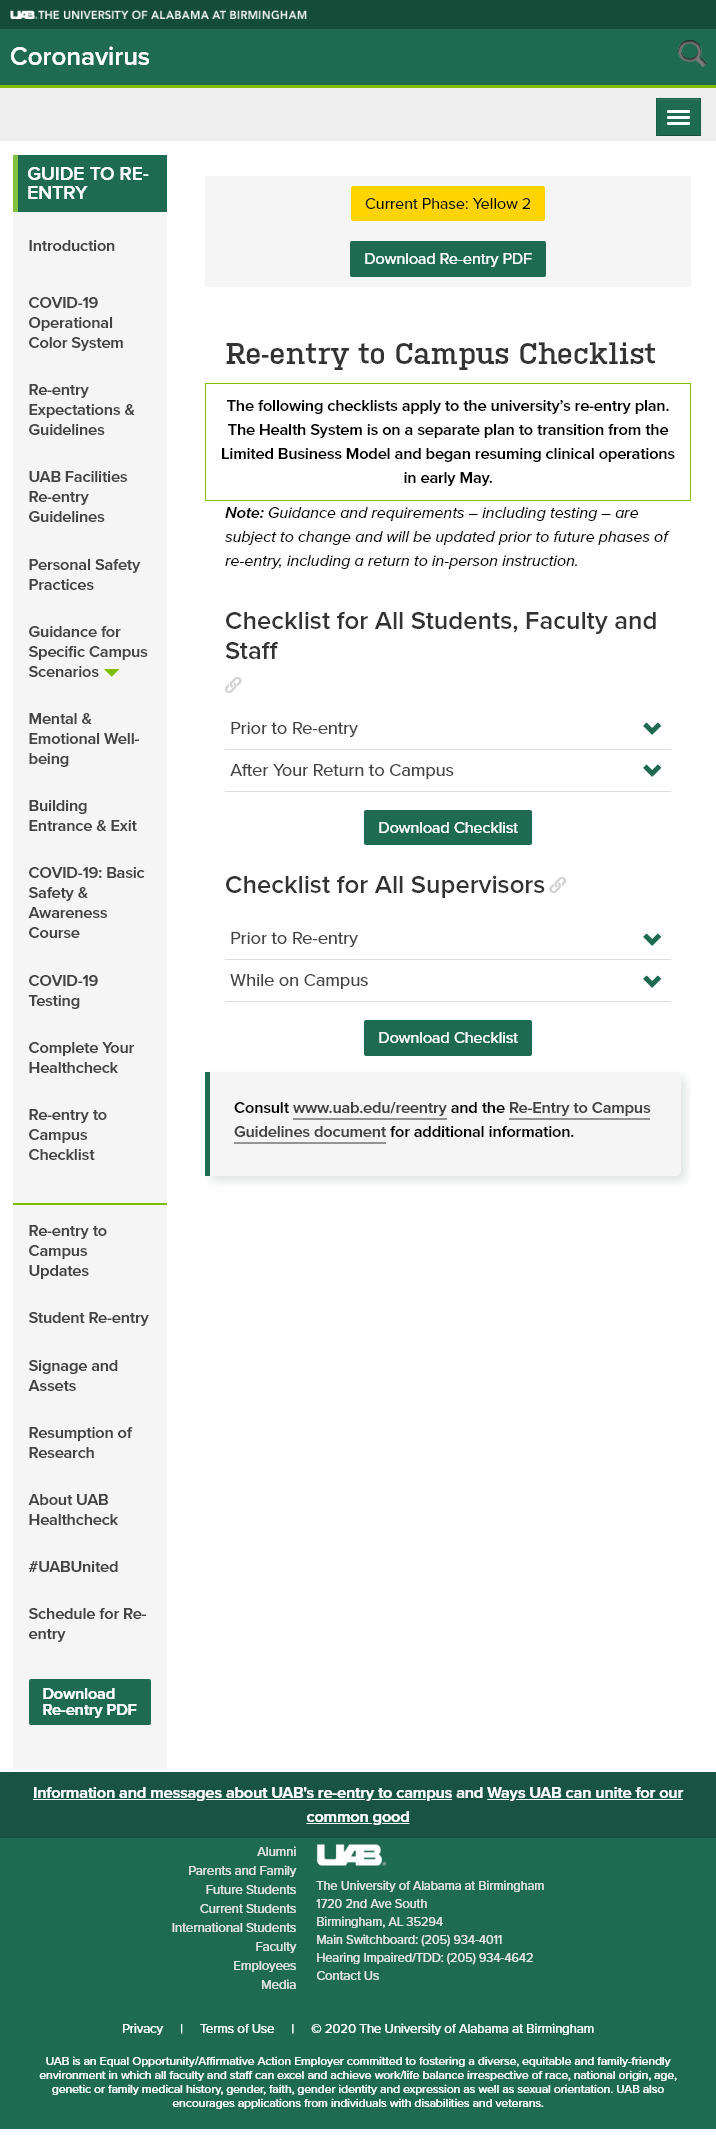 UAB THE UNIVERSITY OF ALABAMA AT BIRMINGHAM
Coronavirus
GUIDE TO RE-
ENTRY
Introduction
COVID-19
Operational
Color System
Re-entry
Expectations &
Guidelines
UAB Facilities
Re-entry
Guidelines
Personal Safety
Practices
Guidance for
Specific Campus
Scenarios
Mental &
Emotional Well-
being
Building
Entrance & Exit
COVID-19: Basic
Safety &
Awareness
Course
COVID-19
Testing
Complete Your
Healthcheck
Re-entry to
Campus
Checklist
Re-entry to
Campus
Updates
Student Re-entry
Signage and
Assets
Resumption of
Research
About UAB
Healthcheck
#UABUnited
Schedule for Re-
entry
Download
Re-entry PDF
Current Phase: Yellow 2
Download Re-entry PDF
Re-entry to Campus Checklist
The following checklists apply to the university's re-entry plan.
The Health System is on a separate plan to transition from the
Limited Business Model and began resuming clinical operations
in early May.
Note: Guidance and requirements – including testing – are
subject to change and will be updated prior to future phases of
re-entry, including a return to in-person instruction.
Checklist for All Students, Faculty and
Staff
Prior to Re-entry
After Your Return to Campus
Download Checklist
Checklist for All Supervisors
Prior to Re-entry
While on Campus
Download Checklist
Consult www.uab.edu/reentry and the Re-Entry to Campus
Guidelines document for additional information.
Information and messages about UAB's re-entry to campus and Ways UAB can unite for our
common good
Alumni
Parents and Family
Future Students
Current Students
International Students
Faculty
Employees
Media
UAB
The University of Alabama at Birmingham
1720 2nd Ave South
Birmingham, AL 35294
Main Switchboard: (205) 934-4011
Hearing Impaired/TDD: (205) 934-4642
Contact Us
Privacy | Terms of Use | © 2020 The University of Alabama at Birmingham
UAB is an Equal Opportunity/Affirmative Action Employer committed to fostering a diverse, equitable and family-friendly
environment in which all faculty and staff can excel and achieve work/life balance irrespective of race, national origin, age,
genetic or family medical history, gender, faith, gender identity and expression as well as sexual orientation. UAB also
encourages applications from individuals with disabilities and veterans.